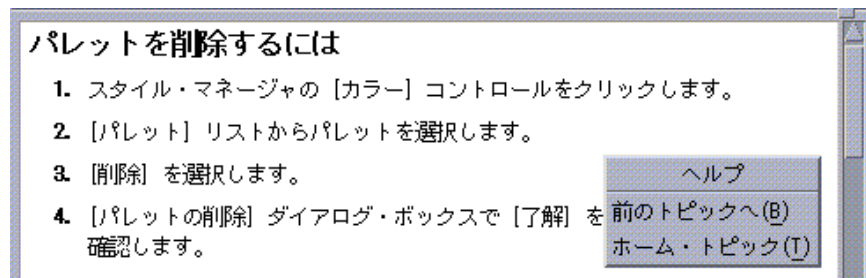 パレットを削除するには
1. スタイル・マネージャの [カラー] コントロールをクリックします。
2. [パレット] リストからパレットを選択します。
3. [削除] を選択します。
4. [パレットの削除] ダイアログ・ボックスで [了解] を
確認します。
ヘルプ
前のトピックへ(B)
ホーム・トピック(T)